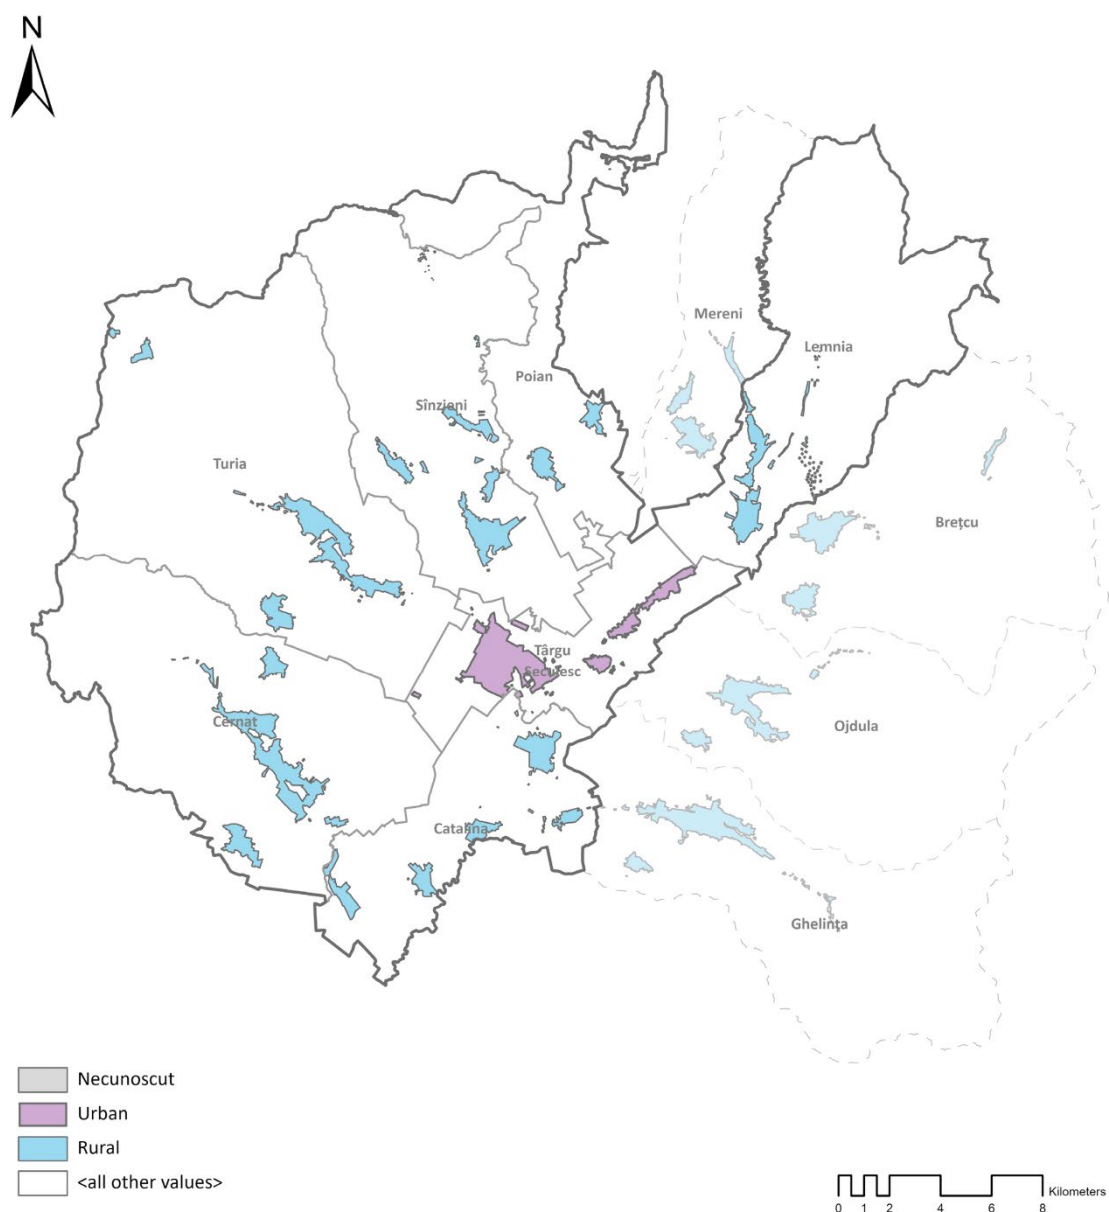 N
Mereni
Lemnia
Poian
Sînzieni
Turia
Brețcu
Târgu
Secuiesc
Cernat
Ojdula
Catalina
Ghelința
Necunoscut
Urban
Rural
<all other values>
Kilometers
0 1 2 4 6 8